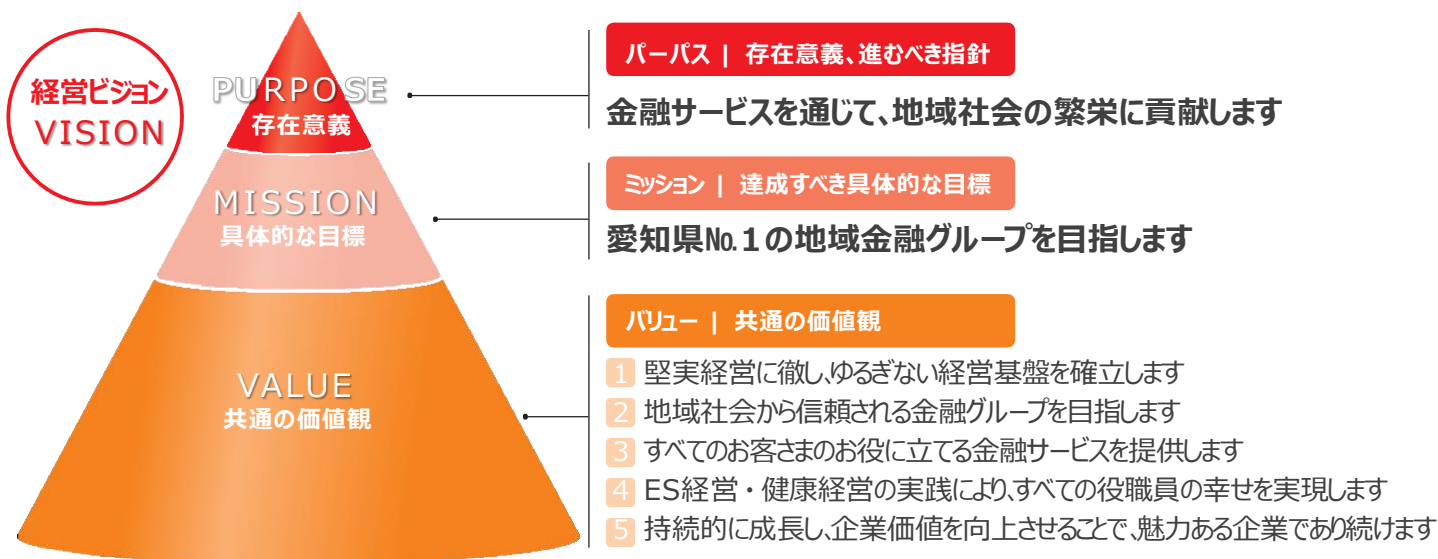 経営ビジョン
VISION
PURPOSE
存在意義
MISSION
具体的な目標
VALUE
共通の価値観
パーパス | 存在意義、進むべき指針
金融サービスを通じて、地域社会の繁栄に貢献します
ミッション | 達成すべき具体的な目標
愛知県№１の地域金融グループを目指します
バリュー | 共通の価値観
1 堅実経営に徹し、ゆるぎない経営基盤を確立します
2 地域社会から信頼される金融グループを目指します
3 すべてのお客さまのお役に立てる金融サービスを提供します
4 ES経営・健康経営の実践により、すべての役職員の幸せを実現します
5 持続的に成長し、企業価値を向上させることで、魅力ある企業であり続けます